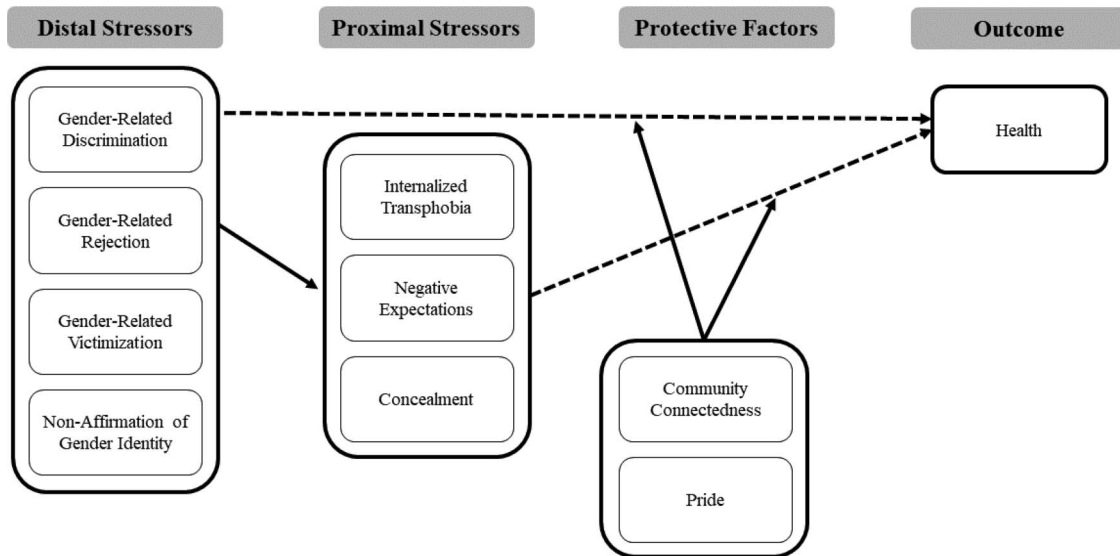 Distal Stressors
Proximal Stressors
Protective Factors
Outcome
Gender-Related
Discrimination
Gender-Related
Rejection
Gender-Related
Victimization
Non-Affirmation of
Gender Identity
Internalized
Transphobia
Negative
Expectations
Concealment
Community
Connectedness
Pride
Health